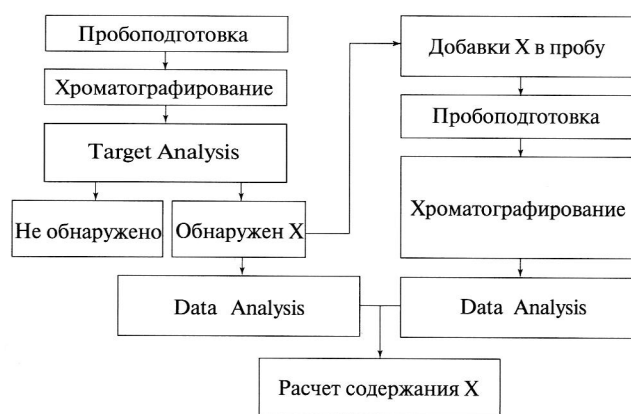 Пробоподготовка
Хроматографирование
Target Analysis
Не обнаружено
Обнаружен X
Data Analysis
Добавки X в пробу
Пробоподготовка
Хроматографирование
Data Analysis
Расчет содержания X